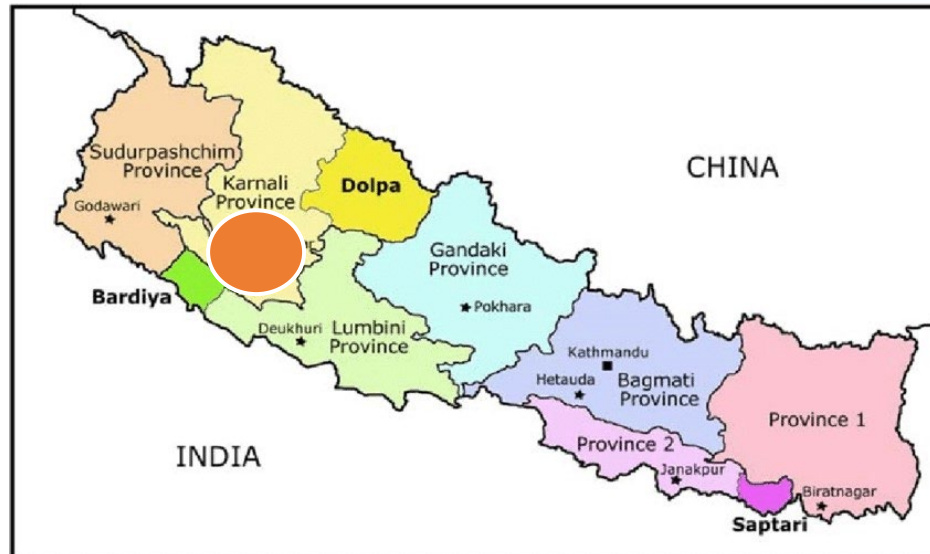 CHINA
Sudurpashchim
Province
Karnali
Province
Dolpa
Godawari
Gandaki
Province
Bardiya
Pokhara
Deukhuri
Lumbini
Province
Kathmandu
Hetauda
Bagmati
Province
Province 1
INDIA
Province 2
Janakpur
Biratnagar
Saptari